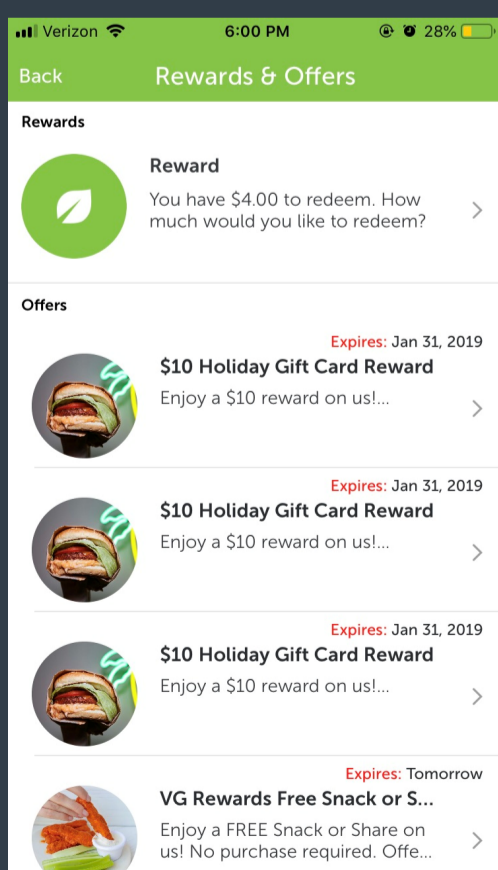 Verizon 6:00 PM 28%
Back Rewards & Offers
Rewards
Reward
You have $4.00 to redeem. How
much would you like to redeem?
Offers
Expires: Jan 31, 2019
$10 Holiday Gift Card Reward
Enjoy a $10 reward on us!...
Expires: Jan 31, 2019
$10 Holiday Gift Card Reward
Enjoy a $10 reward on us!...
Expires: Jan 31, 2019
$10 Holiday Gift Card Reward
Enjoy a $10 reward on us!...
Expires: Tomorrow
VG Rewards Free Snack or S...
Enjoy a FREE Snack or Share on
us! No purchase required. Offe...